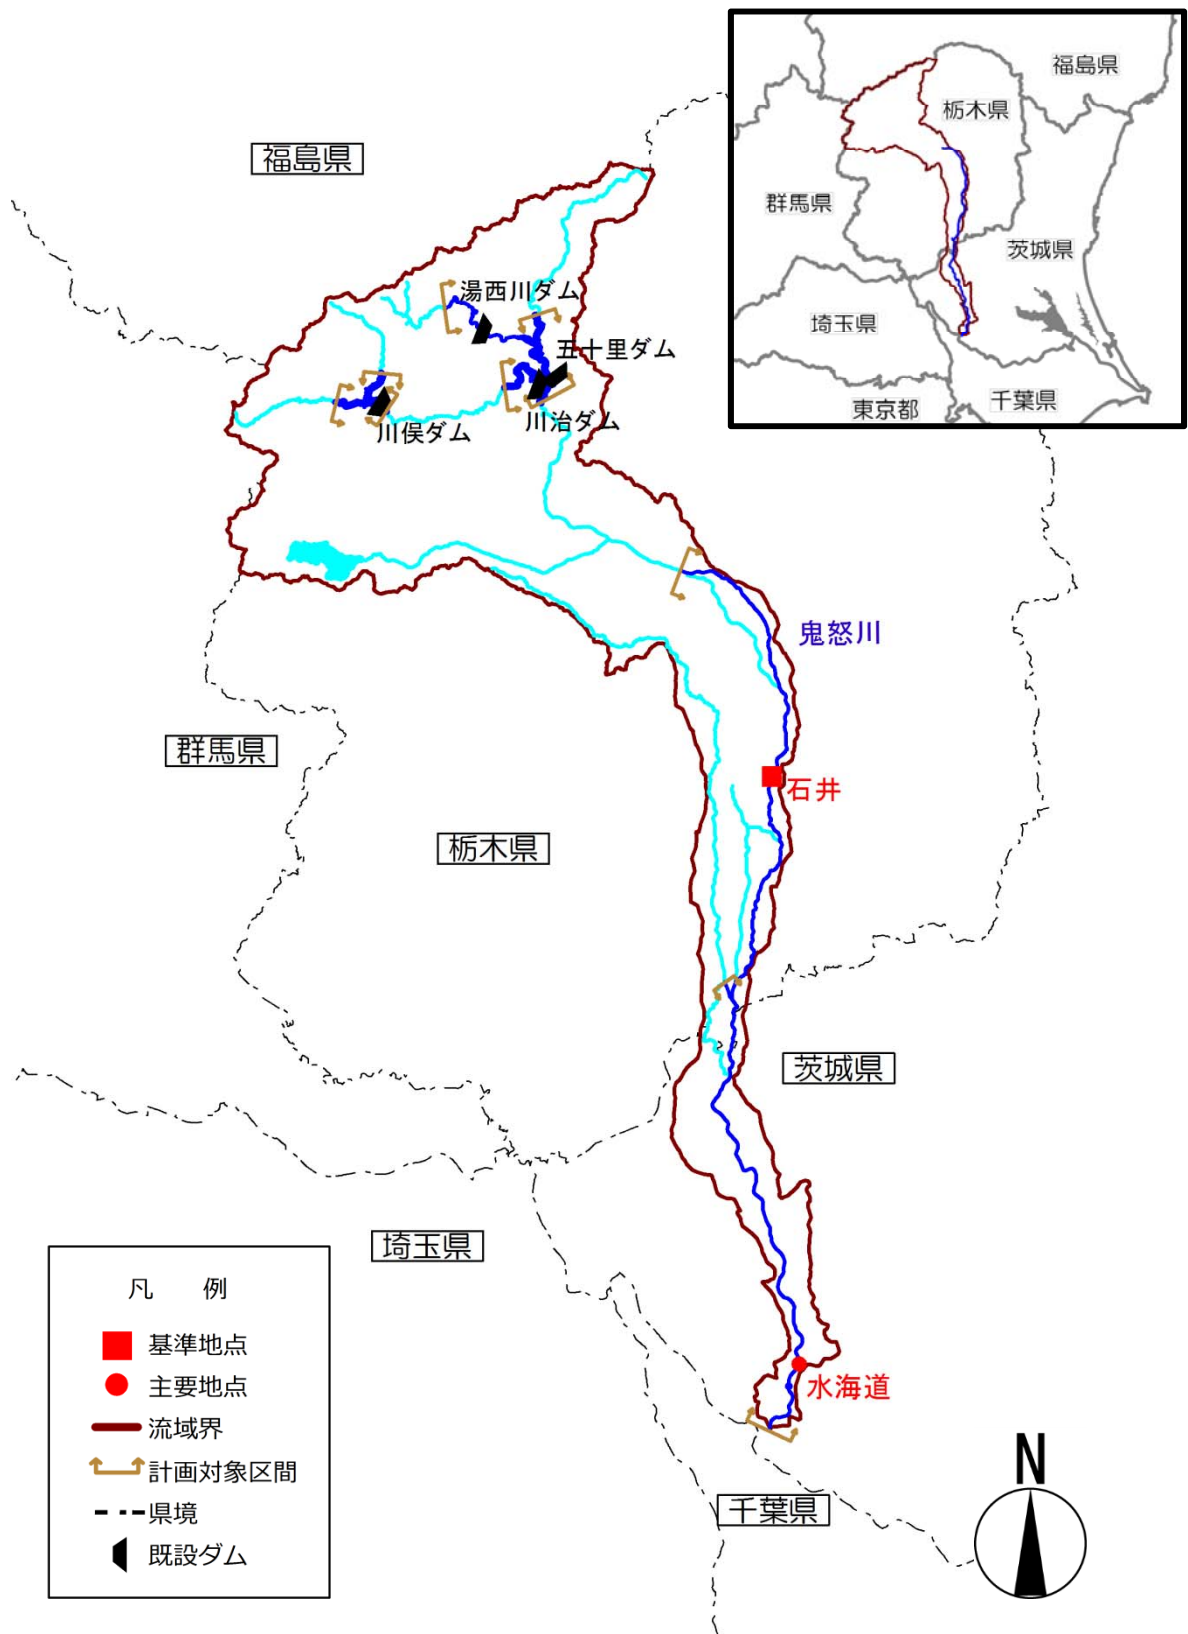 福島県
栃木県
群馬県
茨城県
埼玉県
東京都
千葉県
福島県
湯西川ダム
五十里ダム
川俣ダム
川治ダム
鬼怒川
群馬県
石井
栃木県
茨城県
埼玉県
水海道
千葉県
凡 例
基準地点
主要地点
流域界
計画対象区間
県境
既設ダム
N